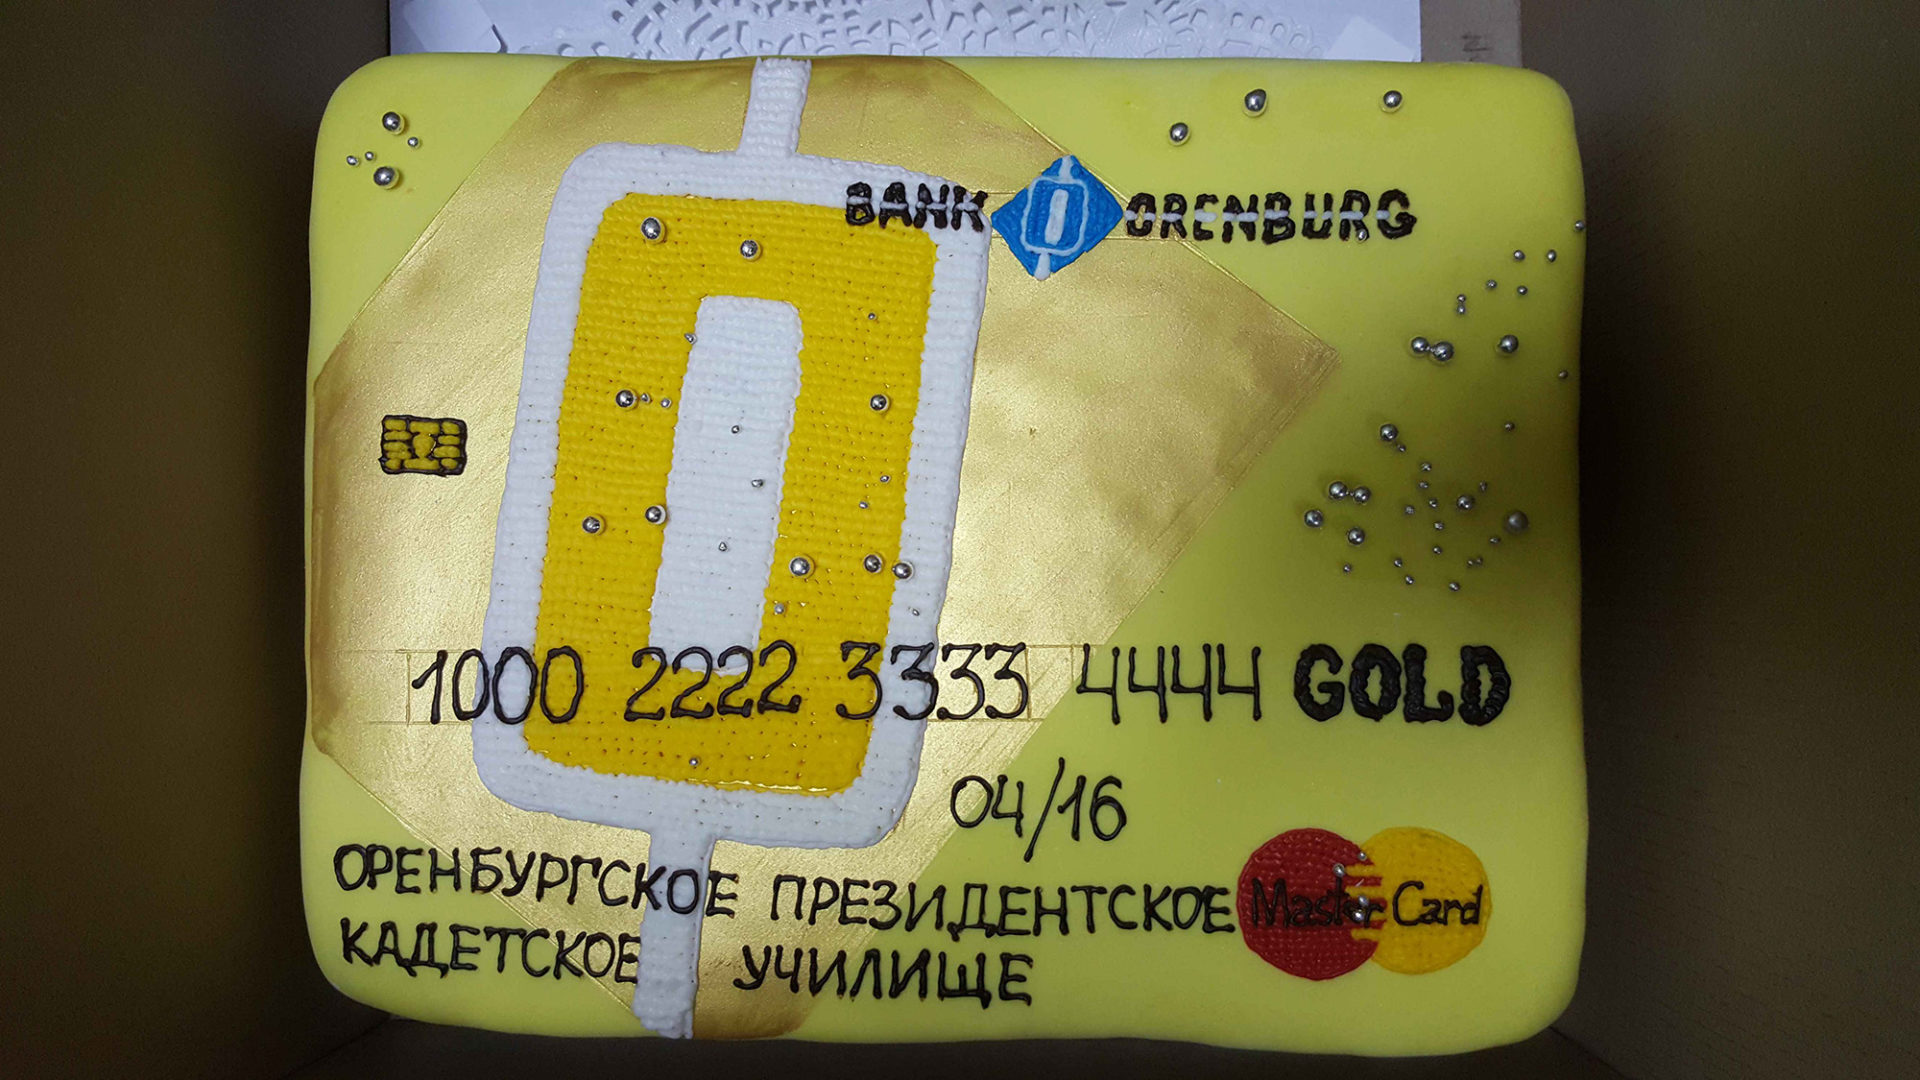 BANK ORENBURG
1000 2222 3333 4444 GOLD
04/16
ОРЕНБУРГСКОЕ ПРЕЗИДЕНТСКОЕ
КАДЕТСКОЕ УЧИЛИЩЕ
MasterCard